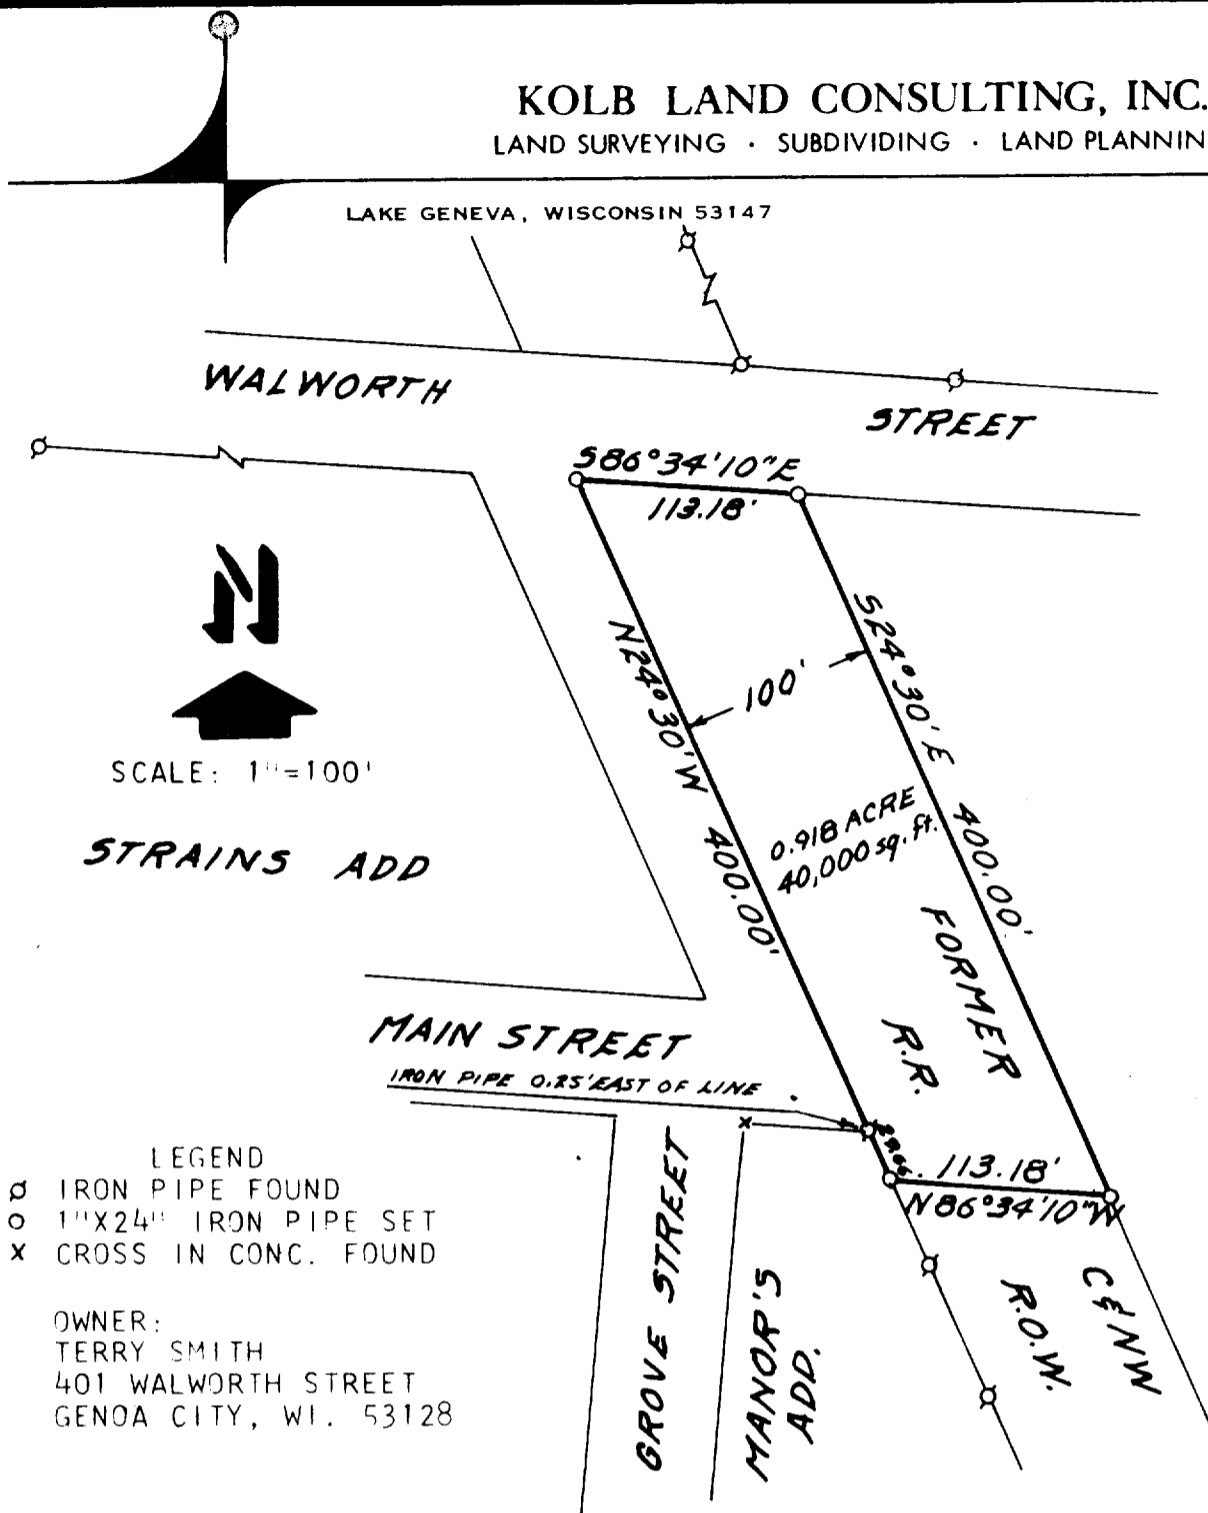 KOLB LAND CONSULTING, INC.
LAND SURVEYING · SUBDIVIDING · LAND PLANNIN
LAKE GENEVA, WISCONSIN 53147
WALWORTH
STREET
S86°34'10"E
113.18'
N
SCALE: 1"=100'
STRAINS ADD
N24°30'W 400.00'
100'
S24°30'E 400.00'
0.918 ACRE
40,000 sq. ft.
FORMER
R.R.
MAIN STREET
IRON PIPE 0.25' EAST OF LINE
113.18'
N86°34'10"W
LEGEND
IRON PIPE FOUND
1"X24" IRON PIPE SET
X CROSS IN CONC. FOUND
OWNER:
TERRY SMITH
401 WALWORTH STREET
GENOA CITY, WI. 53128
GROVE STREET
MANOR'S
ADD.
R.O.W.
C&NW